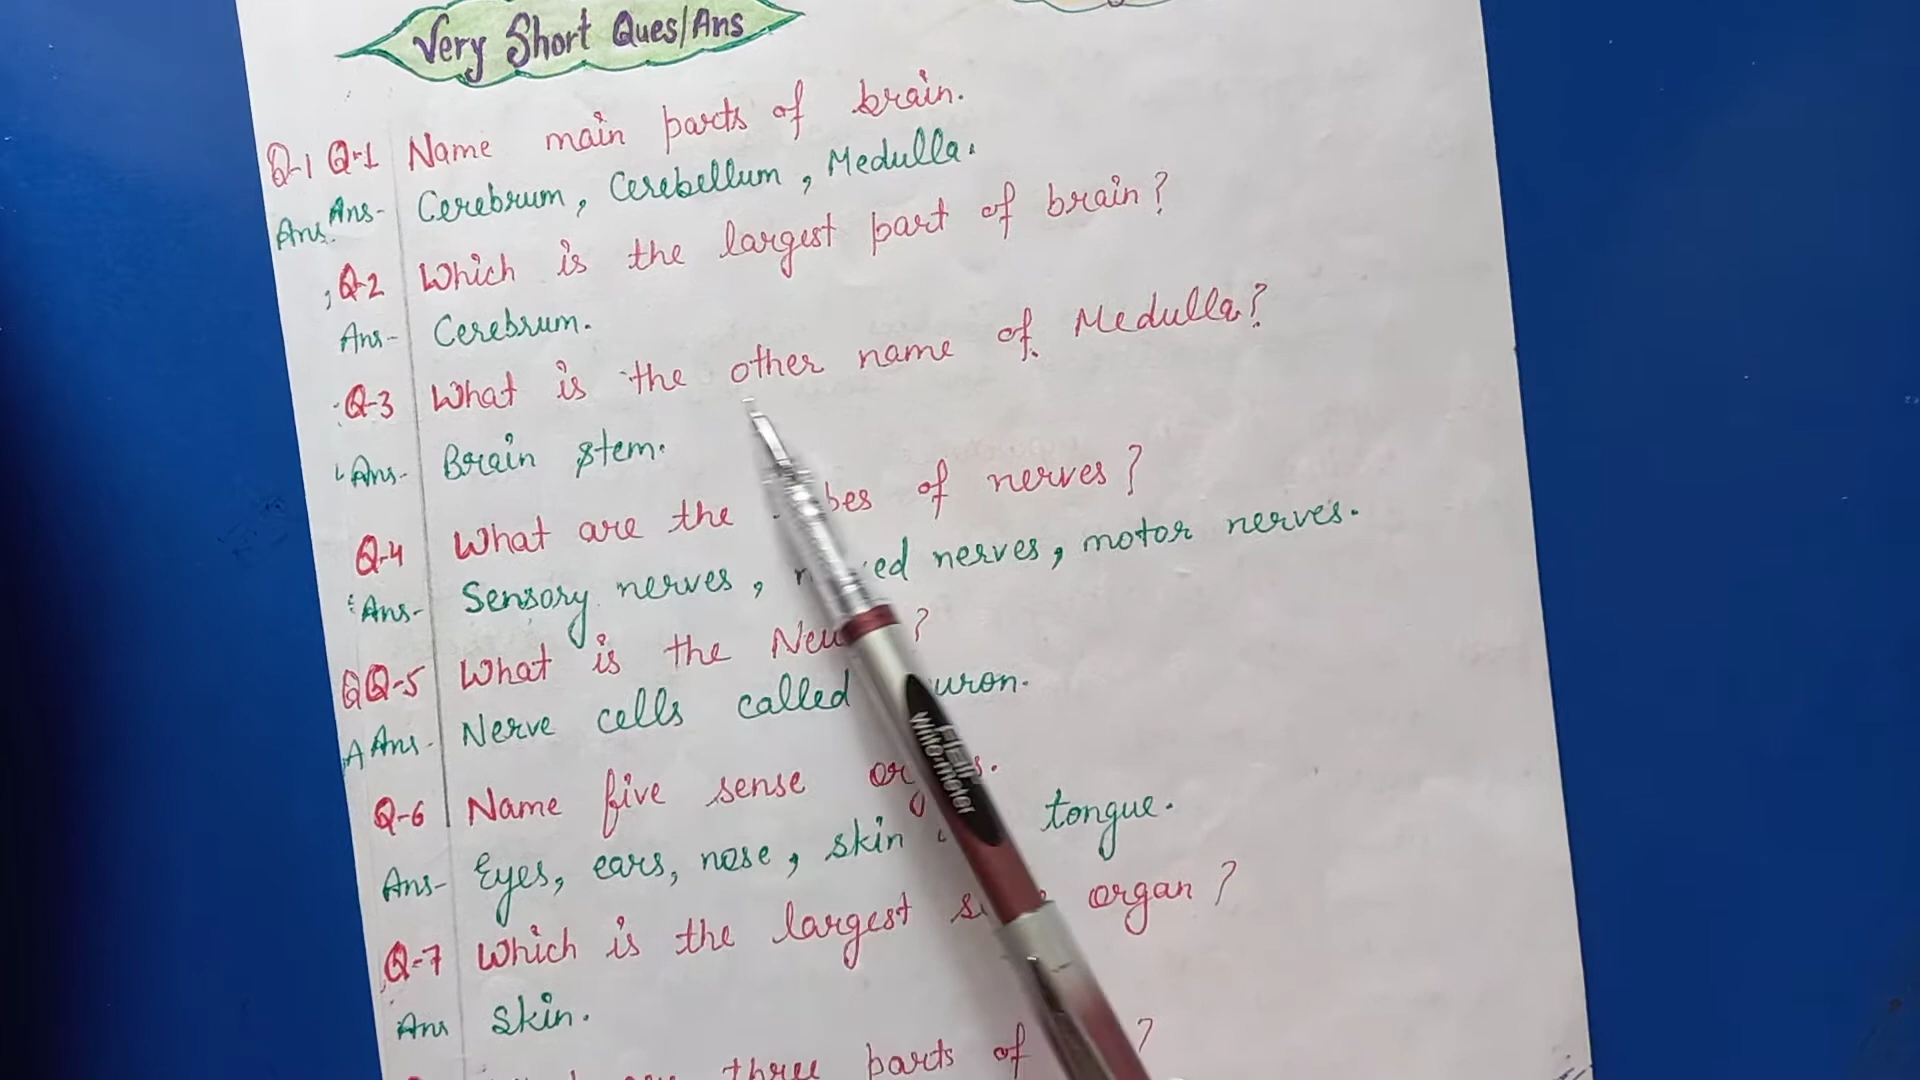 Very Short Ques/Ans
Q-1 Q-1 Name main parts of brain.
Ans Ans- Cerebrum, Cerebellum, Medulla.
Q-2 Which is the largest part of brain?
Ans- Cerebrum.
Q-3 What is the other name of Medulla?
Ans- Brain stem.
Q-4 What are the of nerves?
Ans- Sensory nerves, nerves, motor nerves.
Q Q-5 What is the ?
A Ans- Nerve cells called
Q-6 Name five sense
Ans- Eyes, ears, nose, skin tongue.
Q-7 Which is the largest organ?
Ans skin.
three parts of ?